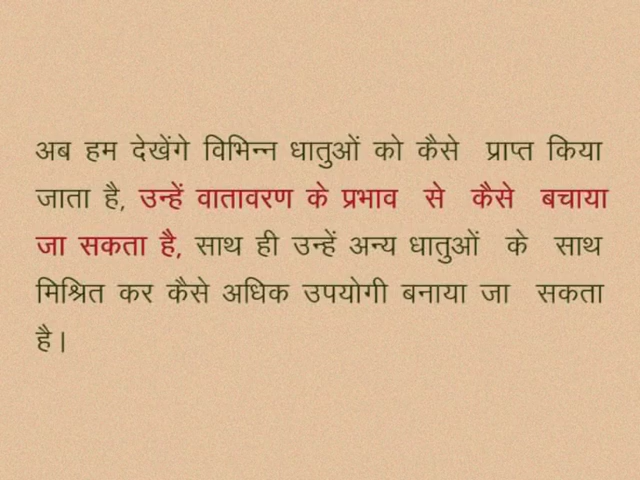 अब हम देखेंगे विभिन्न धातुओं को कैसे प्राप्त किया
जाता है, उन्हें वातावरण के प्रभाव से कैसे बचाया
जा सकता है, साथ ही उन्हें अन्य धातुओं के साथ
मिश्रित कर कैसे अधिक उपयोगी बनाया जा सकता
है।